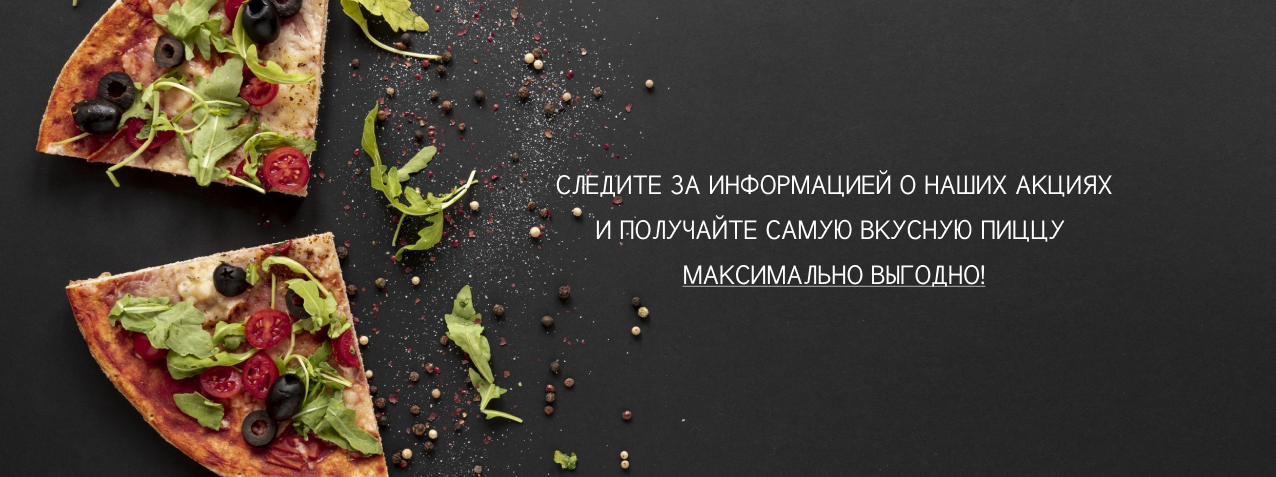 СЛЕДИТЕ ЗА ИНФОРМАЦИЕЙ О НАШИХ АКЦИЯХ
И ПОЛУЧАЙТЕ САМУЮ ВКУСНУЮ ПИЦЦУ
МАКСИМАЛЬНО ВЫГОДНО!